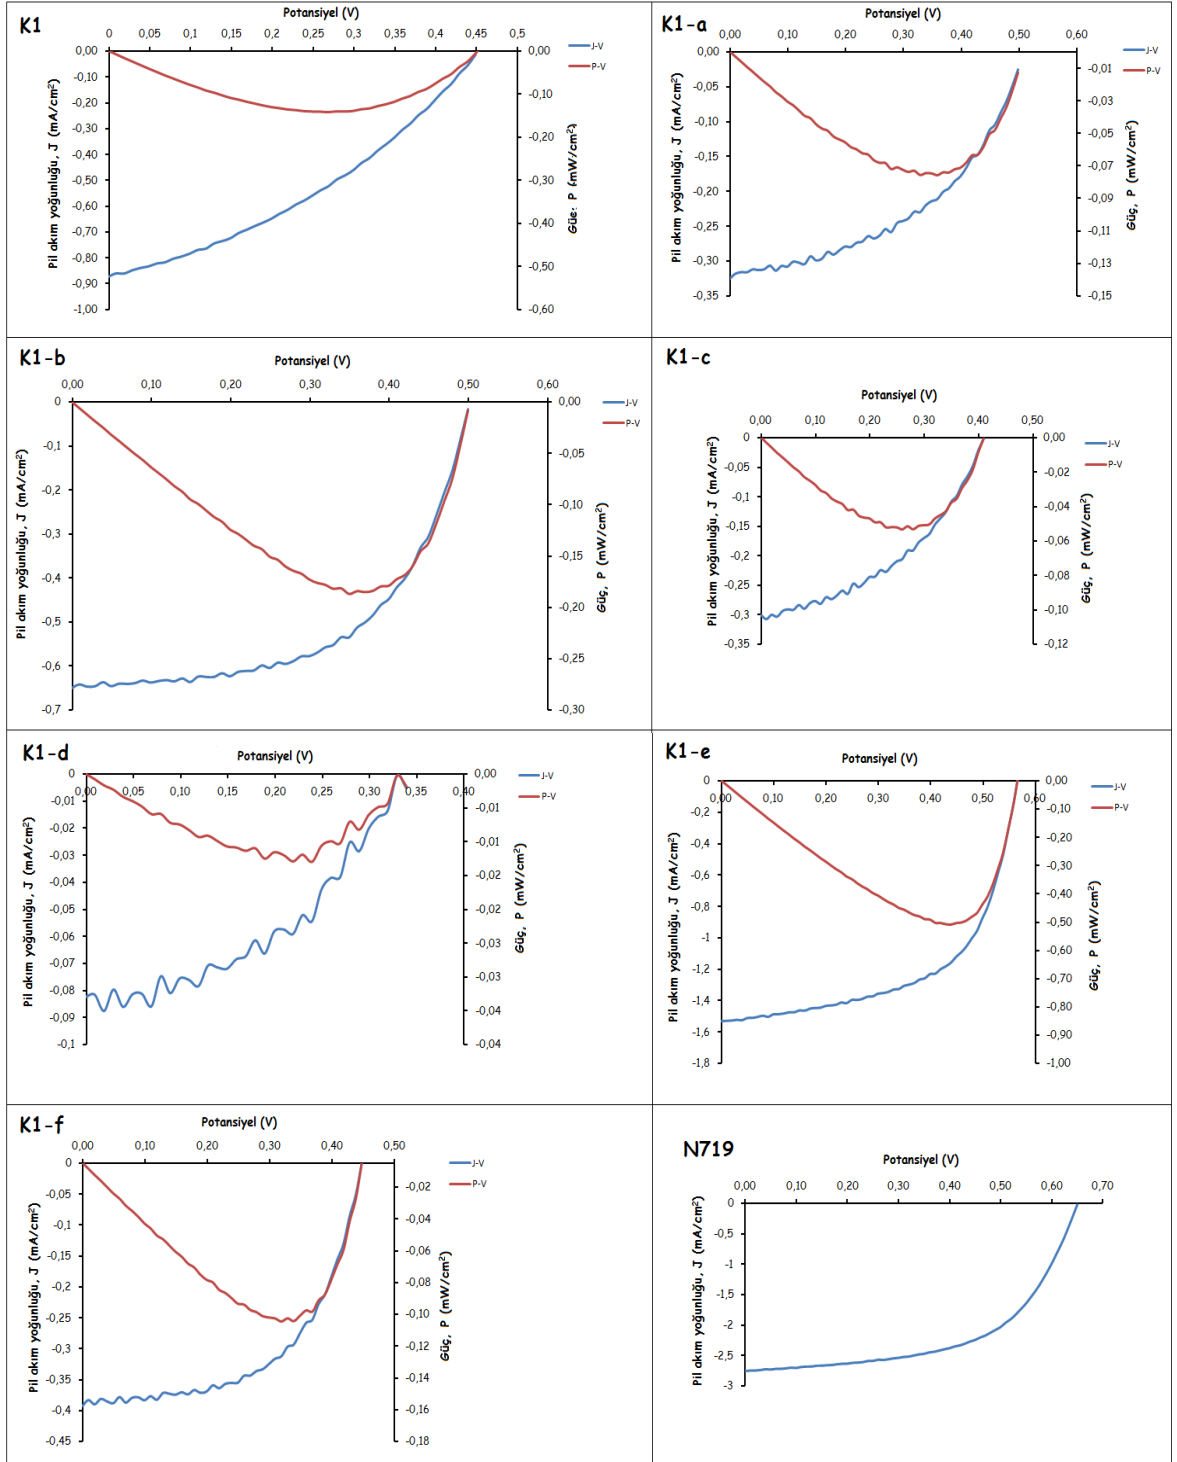 K1
Potansiyel (V)
0 0,05 0,1 0,15 0,2 0,25 0,3 0,35 0,4 0,45 0,5
0,00
-0,10
-0,20
-0,30
-0,40
-0,50
-0,60
-0,70
-0,80
-0,90
-1,00
Pil akım yoğunluğu, J (mA/cm²)
0,00
-0,10
-0,20
-0,30
-0,40
-0,50
-0,60
P mW/cm²)
J-V
P-V
K1-a
Potansiyel (V)
0,00 0,10 0,20 0,30 0,40 0,50 0,60
0,00
-0,05
-0,10
-0,15
-0,20
-0,25
-0,30
-0,35
Pil akım yoğunluğu, J (mA/cm²)
-0,01
-0,03
-0,05
-0,07
-0,09
-0,11
-0,13
-0,15
Güç, P (mW/cm²)
J-V
P-V
K1-b
Potansiyel (V)
0,00 0,10 0,20 0,30 0,40 0,50 0,60
0
-0,1
-0,2
-0,3
-0,4
-0,5
-0,6
-0,7
Pil akım yoğunluğu, J (mA/cm²)
0,00
-0,05
-0,10
-0,15
-0,20
-0,25
-0,30
Güç, P (mW/cm²)
J-V
P-V
K1-c
Potansiyel (V)
0,00 0,10 0,20 0,30 0,40 0,50
0
-0,05
-0,1
-0,15
-0,2
-0,25
-0,3
-0,35
Pil akım yoğunluğu, J (mA/cm²)
0,00
-0,02
-0,04
-0,06
-0,08
-0,10
-0,12
Güç, P (mW/cm²)
J-V
P-V
K1-d
Potansiyel (V)
0,00 0,05 0,10 0,15 0,20 0,25 0,30 0,35 0,40
0
-0,01
-0,02
-0,03
-0,04
-0,05
-0,06
-0,07
-0,08
-0,09
-0,1
Pil akım yoğunluğu, J (mA/cm²)
0,00
-0,01
-0,01
-0,02
-0,02
-0,03
-0,03
-0,04
-0,04
Güç, P (mW/cm²)
J-V
P-V
K1-e
Potansiyel (V)
0,00 0,10 0,20 0,30 0,40 0,50 0,60
0
-0,2
-0,4
-0,6
-0,8
-1
-1,2
-1,4
-1,6
-1,8
Pil akım yoğunluğu, J (mA/cm²)
0,00
-0,10
-0,20
-0,30
-0,40
-0,50
-0,60
-0,70
-0,80
-0,90
-1,00
Güç, P (mW/cm²)
J-V
P-V
K1-f
Potansiyel (V)
0,00 0,10 0,20 0,30 0,40 0,50
0
-0,05
-0,1
-0,15
-0,2
-0,25
-0,3
-0,35
-0,4
-0,45
Pil akım yoğunluğu, J (mA/cm²)
-0,02
-0,04
-0,06
-0,08
-0,10
-0,12
-0,14
-0,16
-0,18
Güç, P (mW/cm²)
J-V
P-V
N719
Potansiyel (V)
0,00 0,10 0,20 0,30 0,40 0,50 0,60 0,70
0
-0,5
-1
-1,5
-2
-2,5
-3
Pil akım yoğunluğu, J (mA/cm²)